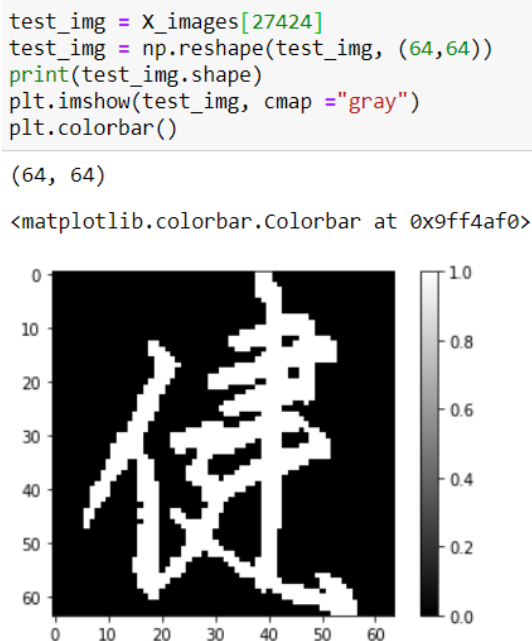 test_img = X_images[27424]
test_img = np.reshape(test_img, (64,64))
print(test_img.shape)
plt.imshow(test_img, cmap ="gray")
plt.colorbar()
(64, 64)
<matplotlib.colorbar.Colorbar at 0x9ff4af0>
健
0
10
20
30
40
50
60
0 10 20 30 40 50 60
1.0
0.8
0.6
0.4
0.2
0.0